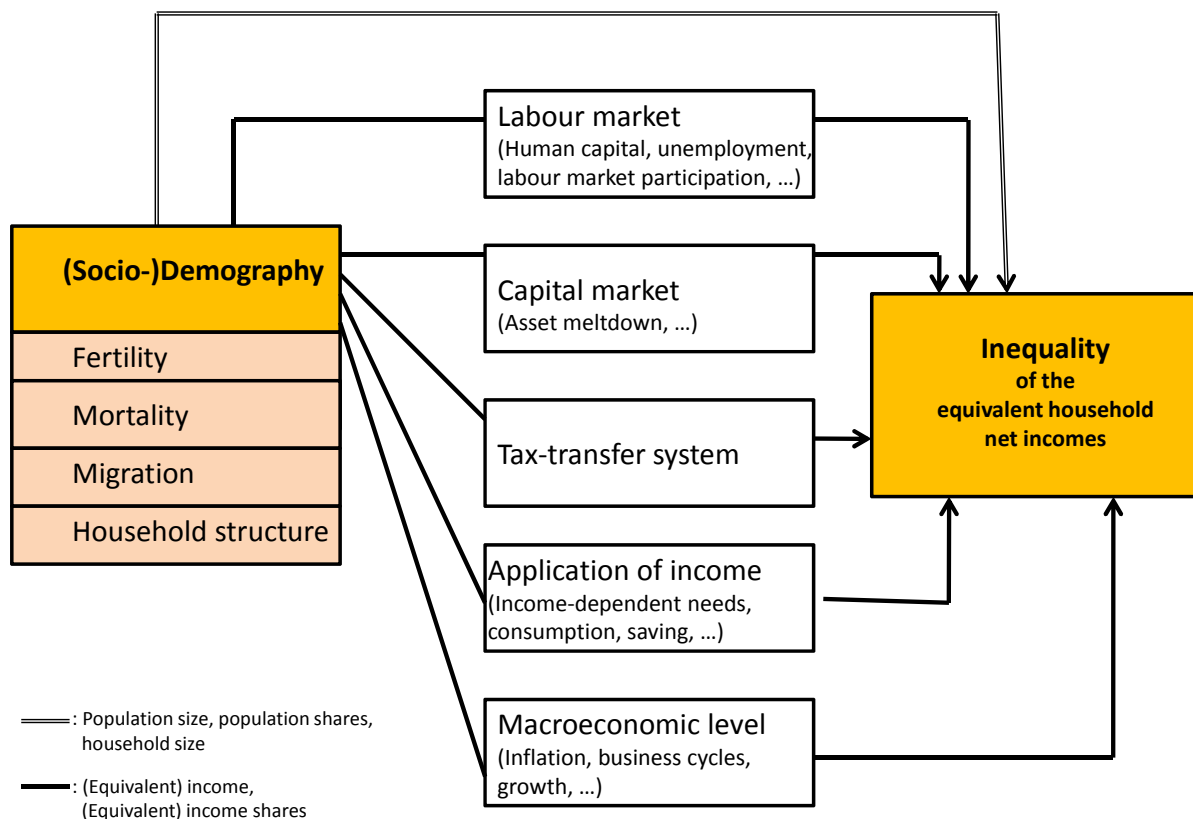 Labour market
(Human capital, unemployment,
labour market participation, …)
(Socio-)Demography
Fertility
Mortality
Migration
Household structure
Capital market
(Asset meltdown, …)
Tax-transfer system
Application of income
(Income-dependent needs,
consumption, saving, …)
Macroeconomic level
(Inflation, business cycles,
growth, …)
Inequality
of the
equivalent household
net incomes
: Population size, population shares,
household size
: (Equivalent) income,
(Equivalent) income shares